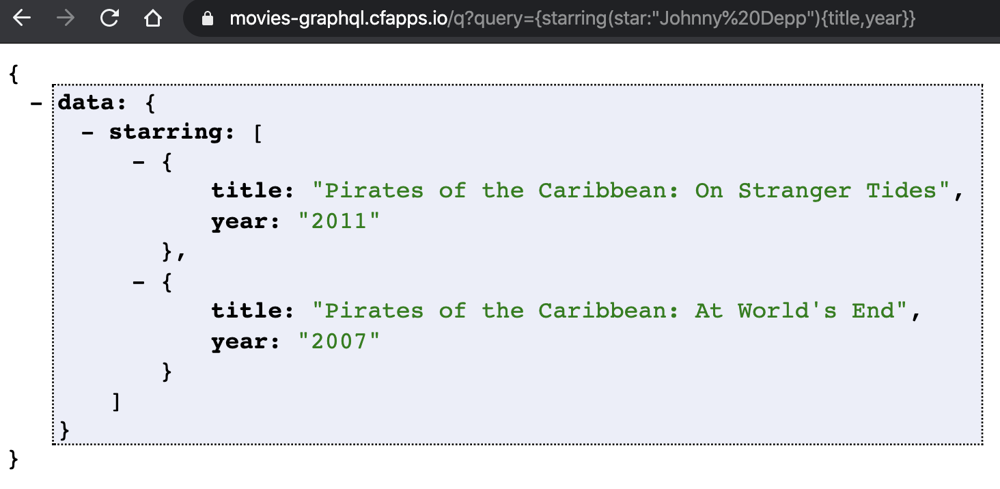 movies-graphql.cfapps.io/q?query={starring(star:"Johnny%20Depp"){title,year}}
{
- data: {
- starring: [
- {
title: "Pirates of the Caribbean: On Stranger Tides",
year: "2011"
},
- {
title: "Pirates of the Caribbean: At World's End",
year: "2007"
}
]
}
}